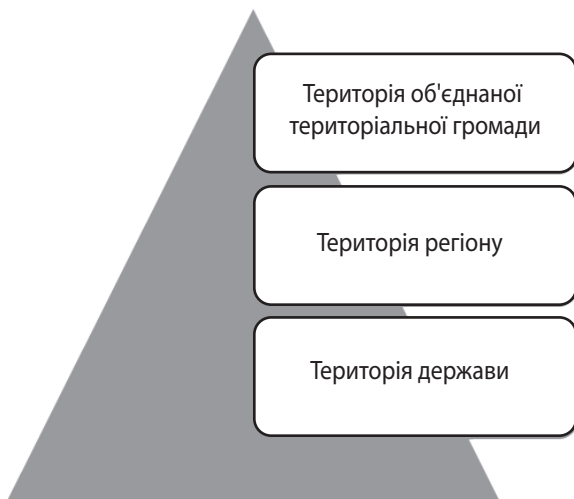 Територія об'єднаної
територіальної громади
Територія регіону
Територія держави